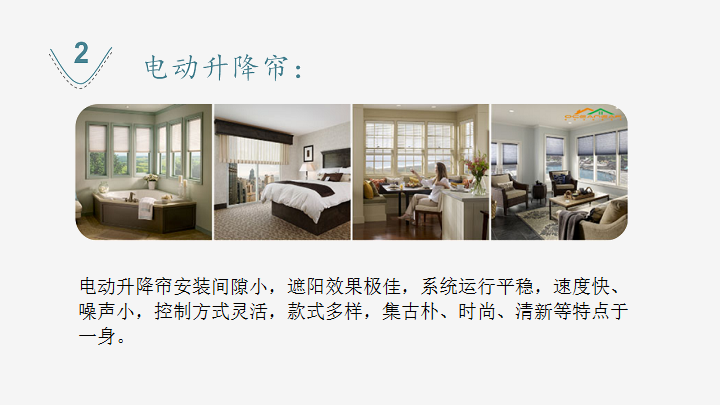 2
电动升降帘：
电动升降帘安装间隙小，遮阳效果极佳，系统运行平稳，速度快、
噪声小，控制方式灵活，款式多样，集古朴、时尚、清新等特点于
一身。